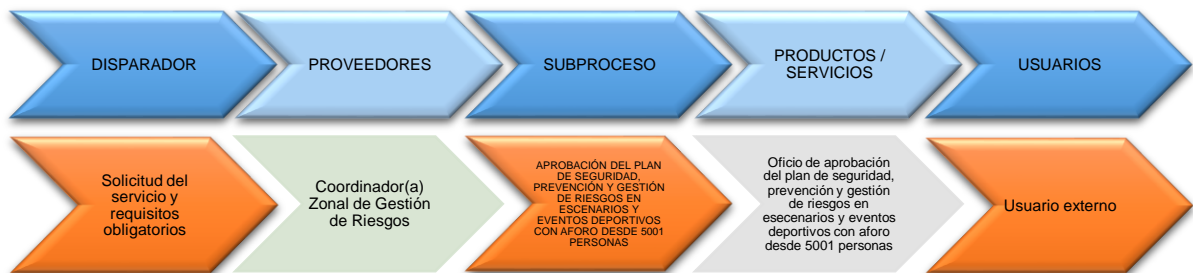 DISPARADOR
PROVEEDORES
SUBPROCESO
PRODUCTOS /
SERVICIOS
USUARIOS
Solicitud del
servicio y
requisitos
obligatorios
Coordinador(a)
Zonal de Gestión
de Riesgos
APROBACIÓN DEL PLAN
DE SEGURIDAD,
PREVENCIÓN Y GESTIÓN
DE RIESGOS EN
ESCENARIOS Y
EVENTOS DEPORTIVOS
CON AFORO DESDE 5001
PERSONAS
Oficio de aprobación
del plan de seguridad,
prevención y gestión
de riesgos en
esecenarios y eventos
deportivos con aforo
desde 5001 personas
Usuario externo